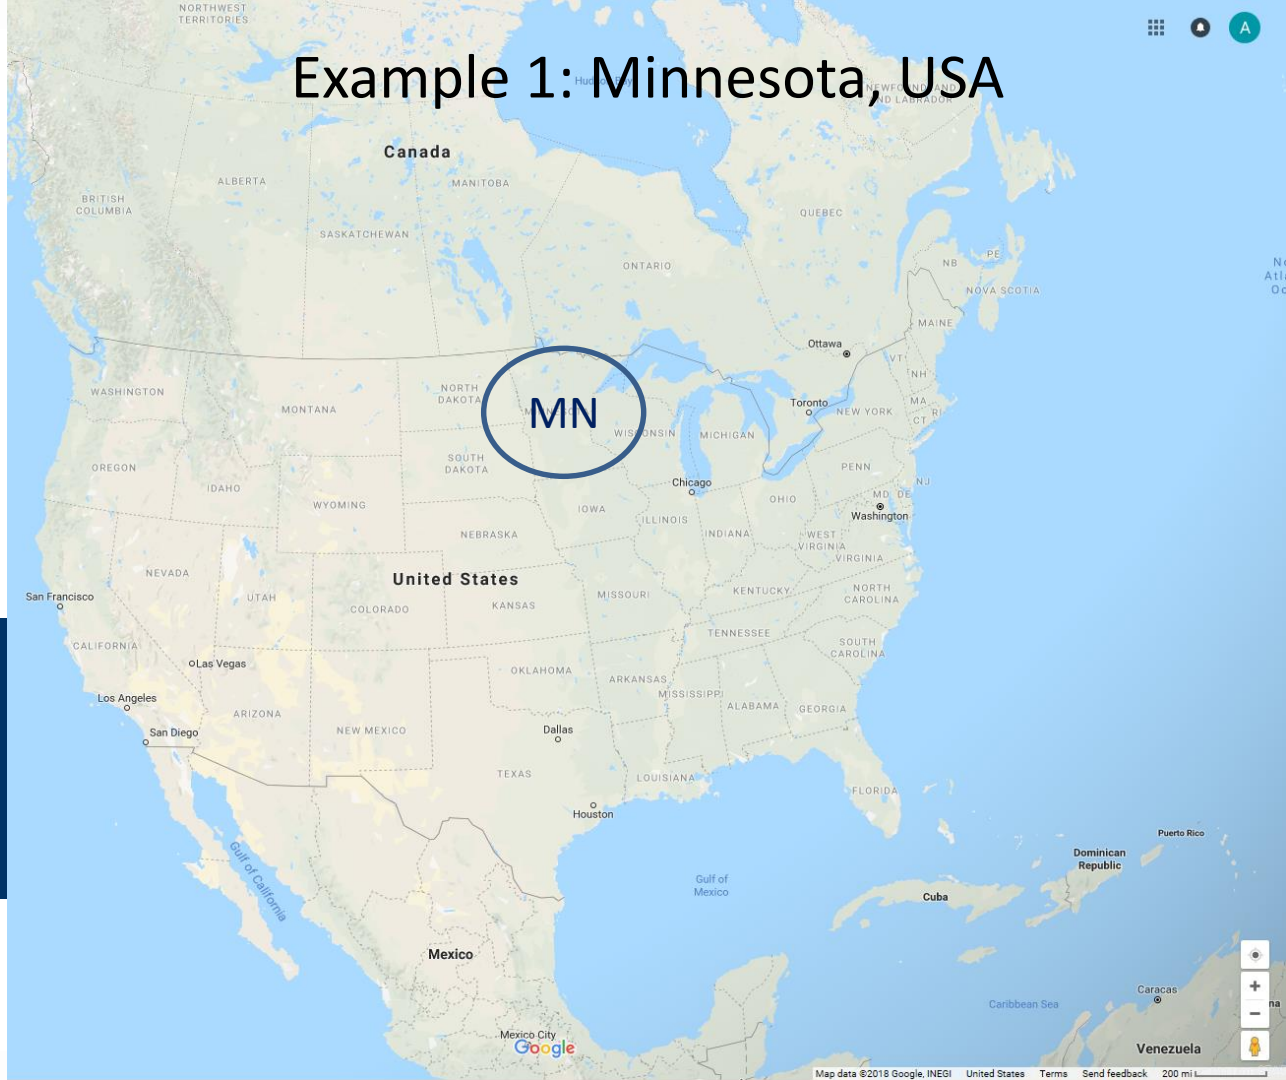 NORTHWEST
TERRITORIES
A
Example 1: Minnesota, USA
Canada
ALBERTA
MANITOBA
BRITISH
COLUMBIA
SASKATCHEWAN
QUEBEC
ONTARIO
NB
PE
NOVA SCOTIA
MAINE
Ottawa
VT
NH
WASHINGTON
MONTANA
NORTH
DAKOTA
MN
WISCONSIN
MICHIGAN
Toronto
NEW YORK
MA
CT
RI
OREGON
IDAHO
WYOMING
SOUTH
DAKOTA
IOWA
Chicago
PENN
NJ
OHIO
MD
DE
Washington
NEBRASKA
ILLINOIS
INDIANA
WEST
VIRGINIA
VIRGINIA
NEVADA
UTAH
United States
COLORADO
KANSAS
MISSOURI
KENTUCKY
NORTH
CAROLINA
San Francisco
CALIFORNIA
Las Vegas
TENNESSEE
SOUTH
CAROLINA
OKLAHOMA
ARKANSAS
MISSISSIPPI
ALABAMA
GEORGIA
Los Angeles
San Diego
ARIZONA
NEW MEXICO
Dallas
TEXAS
LOUISIANA
Houston
FLORIDA
Gulf of California
Gulf of
Mexico
Puerto Rico
Dominican
Republic
Cuba
Mexico
Caribbean Sea
Caracas
Mexico City
Google
Venezuela
Map data ©2018 Google, INEGI United States Terms Send feedback 200 mi